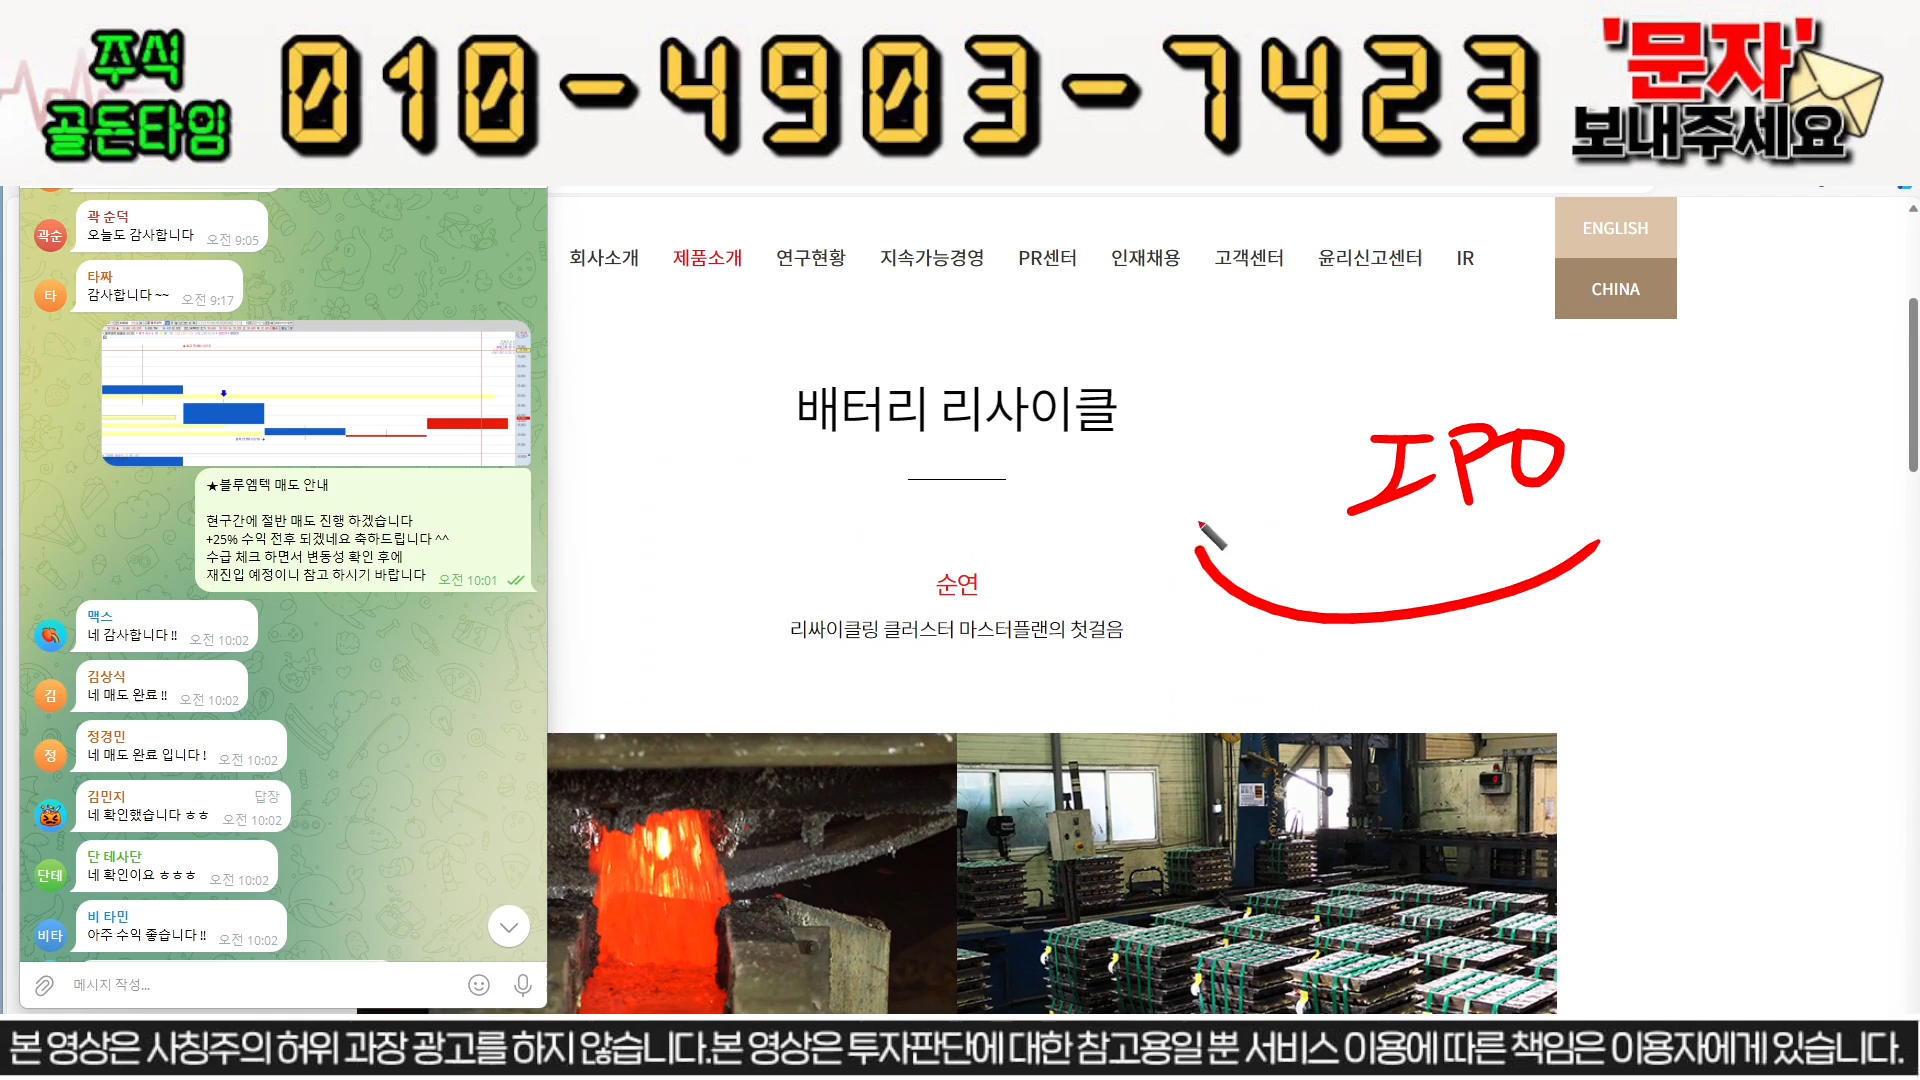 주식
골든타임
010-4903-7423
'문자'
보내주세요
곽 순덕
곽순
오늘도 감사합니다 오전 9:05
타짜
타
감사합니다 ~~ 오전 9:17
★블루엠텍 매도 안내
현구간에 절반 매도 진행 하겠습니다
+25% 수익 전후 되겠네요 축하드립니다 ^^
수급 체크 하면서 변동성 확인 후에
재진입 예정이니 참고 하시기 바랍니다 오전 10:01
맥스
네 감사합니다 !! 오전 10:02
김상식
김
네 매도 완료 !! 오전 10:02
정경민
정
네 매도 완료 입니다 ! 오전 10:02
김민지 답장
네 확인했습니다 ㅎㅎ 오전 10:02
단 테사단
단테
네 확인이요 ㅎㅎㅎ 오전 10:02
비 타민
비타
아주 수익 좋습니다 !! 오전 10:02
메시지 작성...
회사소개 제품소개 연구현황 지속가능경영 PR센터 인재채용 고객센터 윤리신고센터 IR
ENGLISH
CHINA
배터리 리사이클
IPO
순연
리싸이클링 클러스터 마스터플랜의 첫걸음
본 영상은 사칭주의 허위 과장 광고를 하지 않습니다.본 영상은 투자판단에 대한 참고용일 뿐 서비스 이용에 따른 책임은 이용자에게 있습니다.